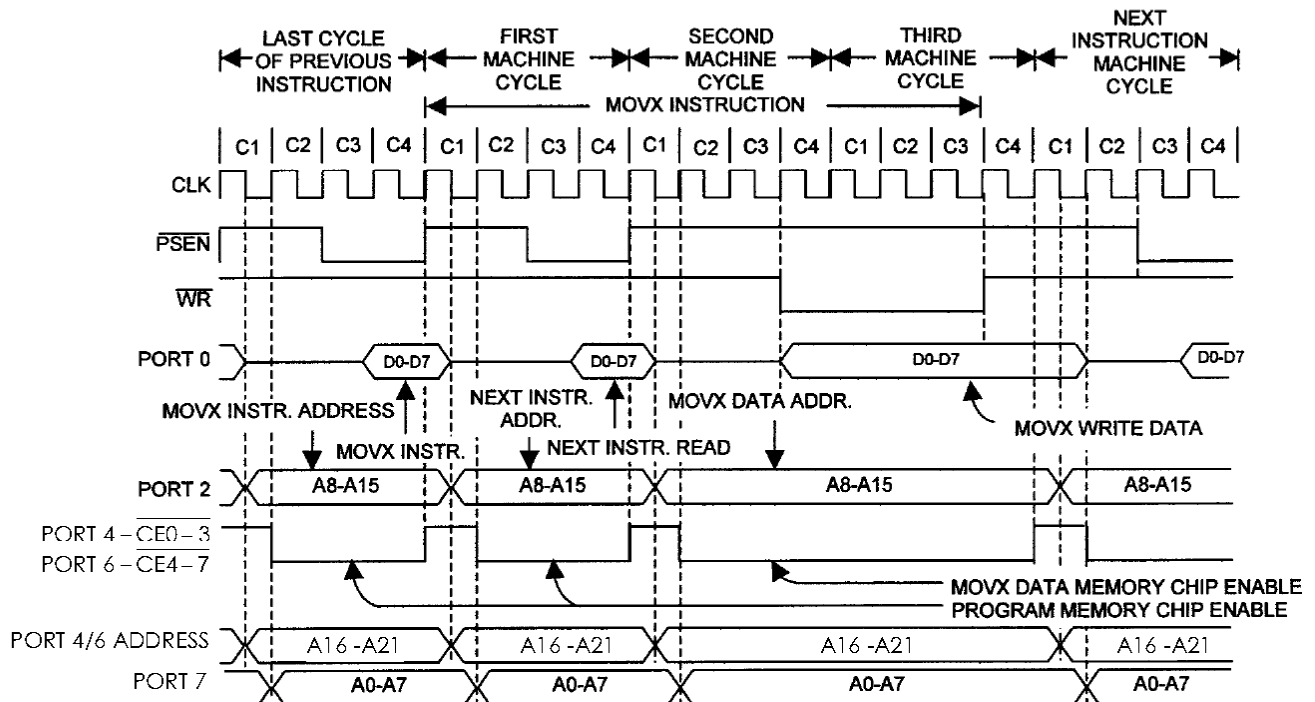 LAST CYCLE OF PREVIOUS INSTRUCTION
FIRST MACHINE CYCLE
SECOND MACHINE CYCLE
THIRD MACHINE CYCLE
NEXT INSTRUCTION MACHINE CYCLE
MOVX INSTRUCTION
C1 C2 C3 C4 C1 C2 C3 C4 C1 C2 C3 C4 C1 C2 C3 C4 C1 C2 C3 C4
CLK
PSEN
WR
PORT 0 D0-D7 D0-D7 D0-D7 D0-D7
MOVX INSTR. ADDRESS
MOVX INSTR.
NEXT INSTR. ADDR.
NEXT INSTR. READ
MOVX DATA ADDR.
MOVX WRITE DATA
PORT 2 A8-A15 A8-A15 A8-A15 A8-A15
PORT 4 – CE0 – 3
PORT 6 – CE4 – 7
MOVX DATA MEMORY CHIP ENABLE
PROGRAM MEMORY CHIP ENABLE
PORT 4/6 ADDRESS A16 -A21 A16 -A21 A16 -A21 A16 -A21
PORT 7 A0-A7 A0-A7 A0-A7 A0-A7